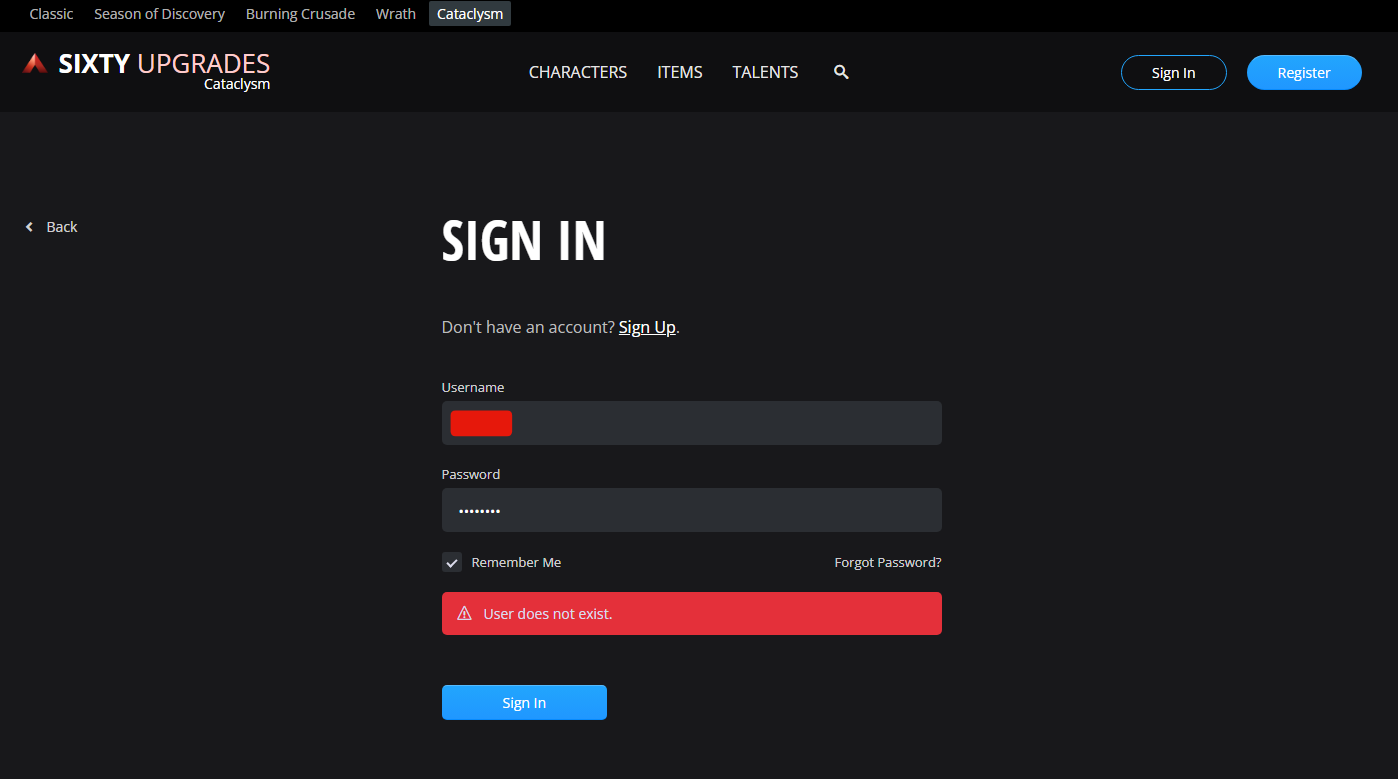 Classic Season of Discovery Burning Crusade Wrath Cataclysm
SIXTY UPGRADES
Cataclysm
CHARACTERS ITEMS TALENTS
Sign In Register
Back
SIGN IN
Don't have an account? Sign Up.
Username
Password
••••••••
Remember Me Forgot Password?
User does not exist.
Sign In